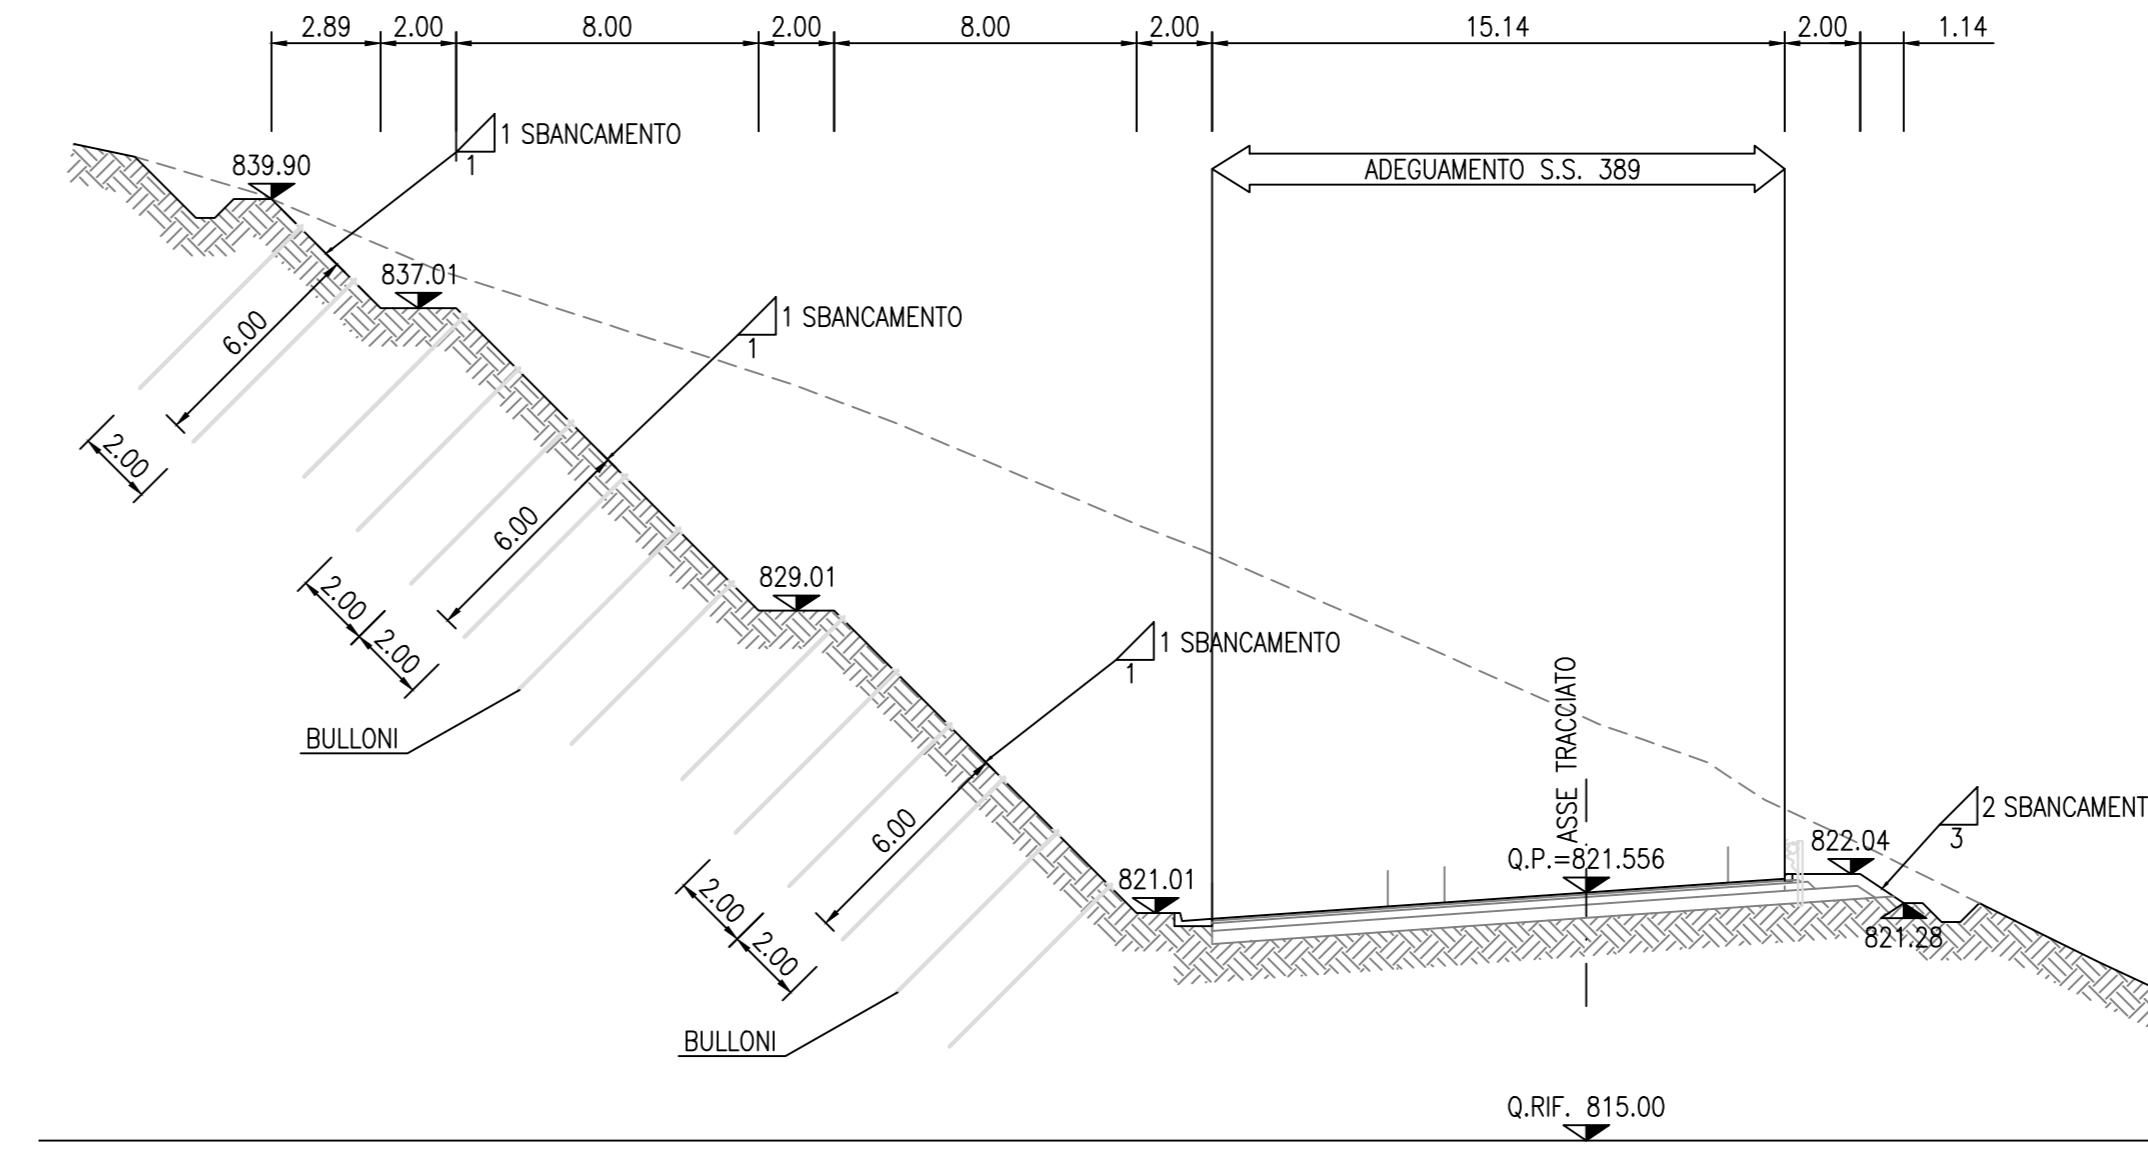 2.89 2.00 8.00 2.00 8.00 2.00 15.14 2.00 1.14
1 SBANCAMENTO
1
839.90
ADEGUAMENTO S.S. 389
837.01
6.00
1 SBANCAMENTO
1
2.00
6.00
829.01
2.00
2.00
1 SBANCAMENTO
1
BULLONI
ASSE TRACCIATO
2 SBANCAMENT
3
6.00
822.04
Q.P.=821.556
821.01
2.00
2.00
821.28
BULLONI
Q.RIF. 815.00